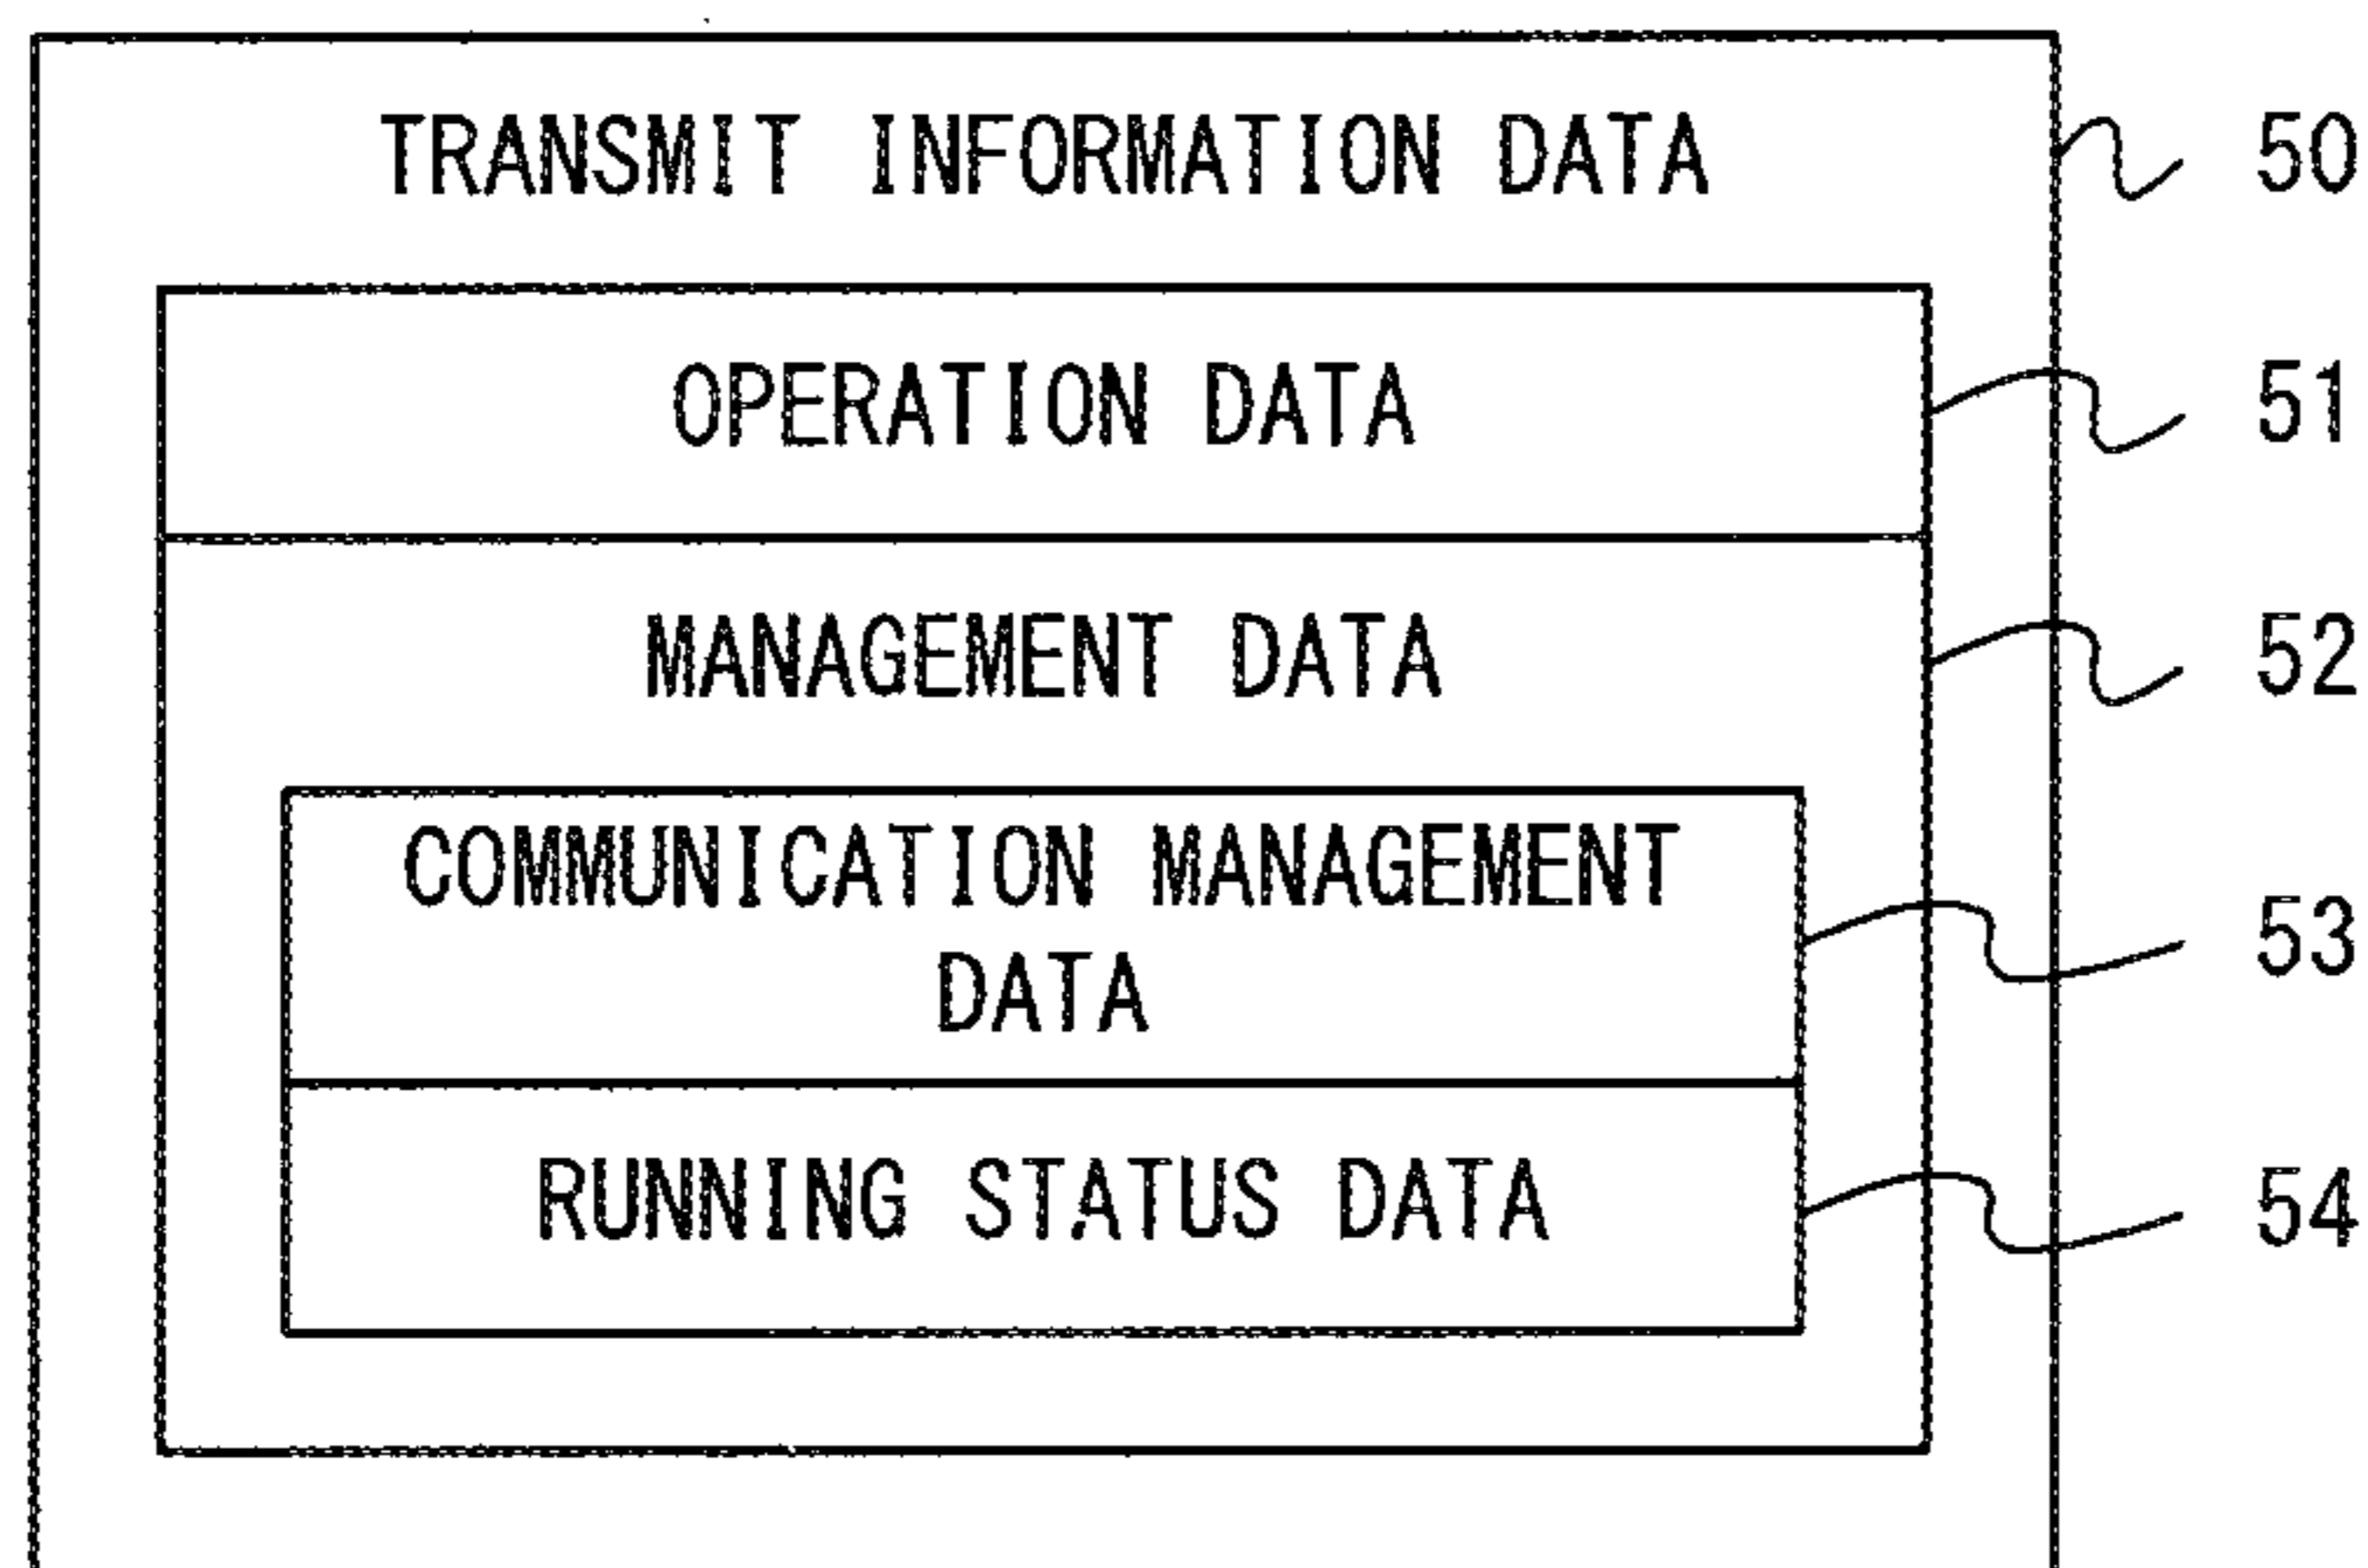 TRANSMIT INFORMATION DATA 50
OPERATION DATA 51
MANAGEMENT DATA 52
COMMUNICATION MANAGEMENT
DATA 53
RUNNING STATUS DATA 54